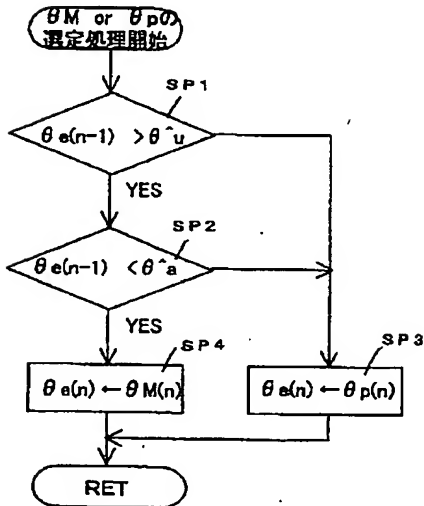 θM or θpの
選定処理開始
SP1
θe(n-1) >θ^u
YES
SP2
θe(n-1) <θ^a
YES
SP4
SP3
θe(n)←θM(n)
θe(n)←θp(n)
RET